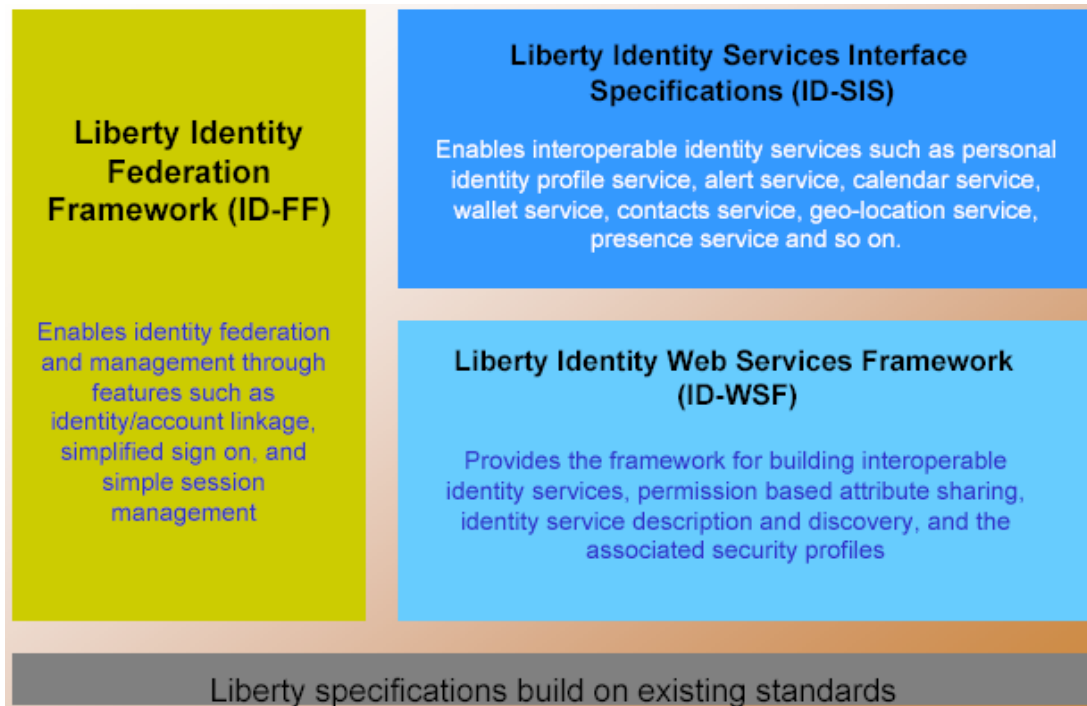 Liberty Identity
Federation
Framework (ID-FF)
Enables identity federation
and management through
features such as
identity/account linkage,
simplified sign on, and
simple session
management
Liberty Identity Services Interface
Specifications (ID-SIS)
Enables interoperable identity services such as personal
identity profile service, alert service, calendar service,
wallet service, contacts service, geo-location service,
presence service and so on.
Liberty Identity Web Services Framework
(ID-WSF)
Provides the framework for building interoperable
identity services, permission based attribute sharing,
identity service description and discovery, and the
associated security profiles
Liberty specifications build on existing standards